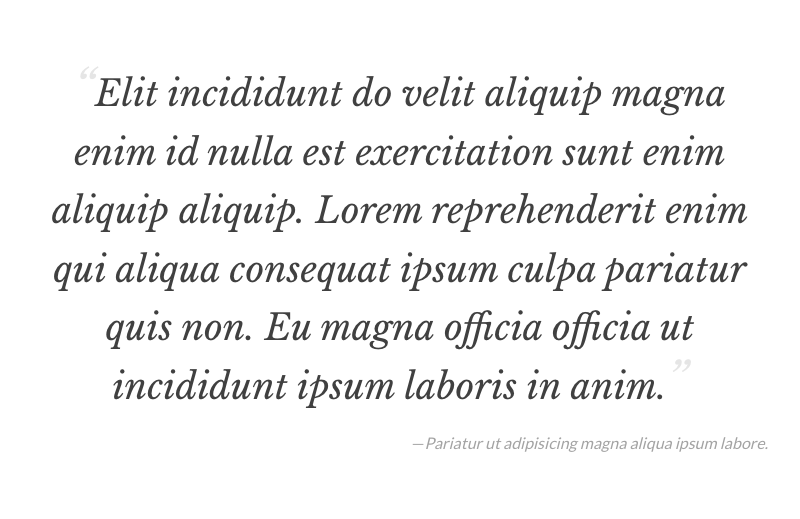 “Elit incididunt do velit aliquip magna
enim id nulla est exercitation sunt enim
aliquip aliquip. Lorem reprehenderit enim
qui aliqua consequat ipsum culpa pariatur
quis non. Eu magna officia officia ut
incididunt ipsum laboris in anim.”
—Pariatur ut adipisicing magna aliqua ipsum labore.